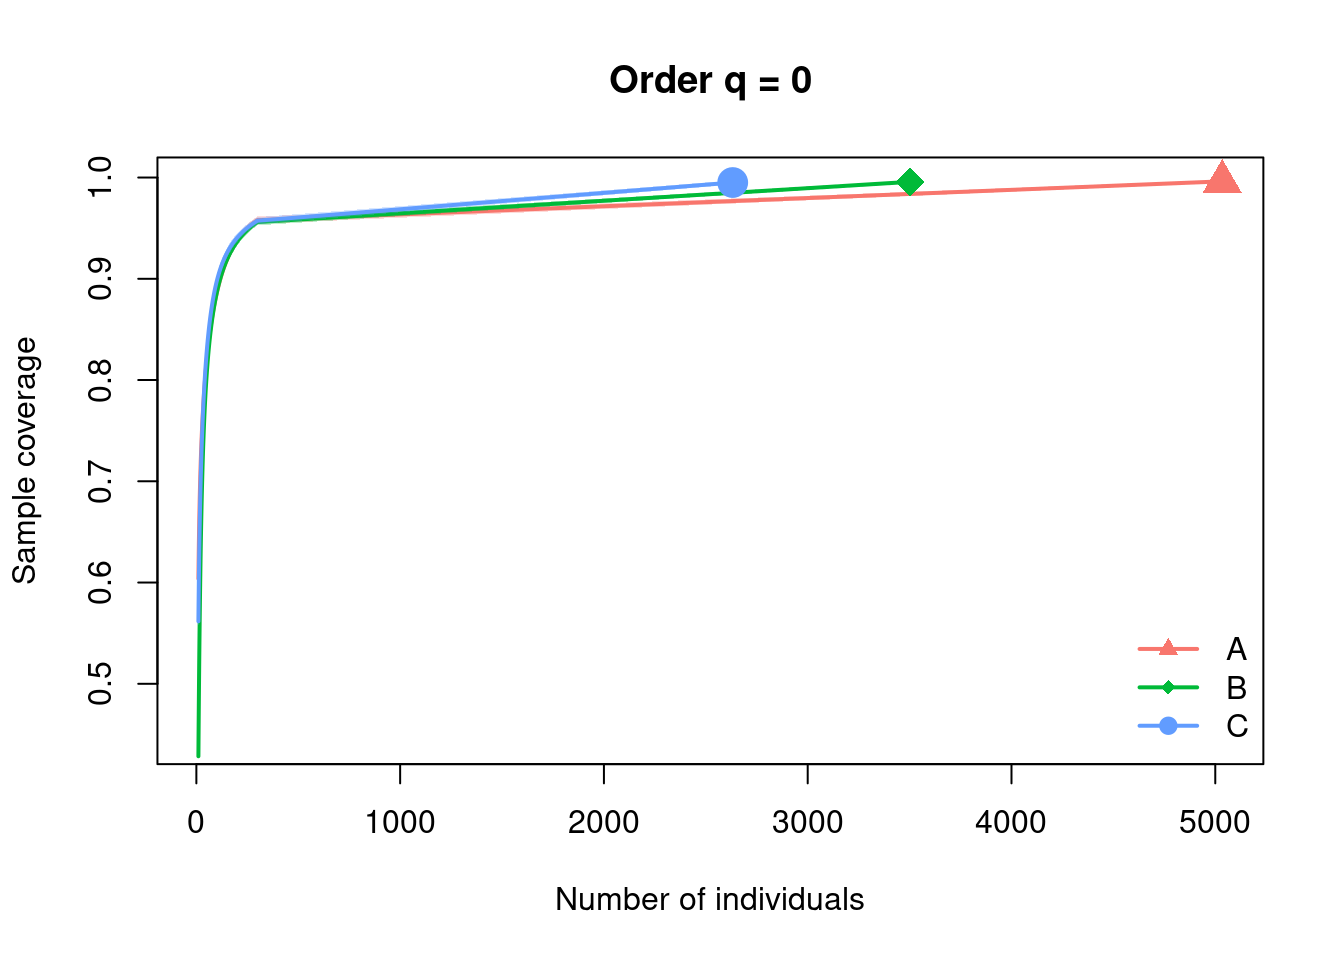 Order q = 0
Sample coverage
1.0
0.9
0.8
0.7
0.6
0.5
A
B
C
0 1000 2000 3000 4000 5000
Number of individuals